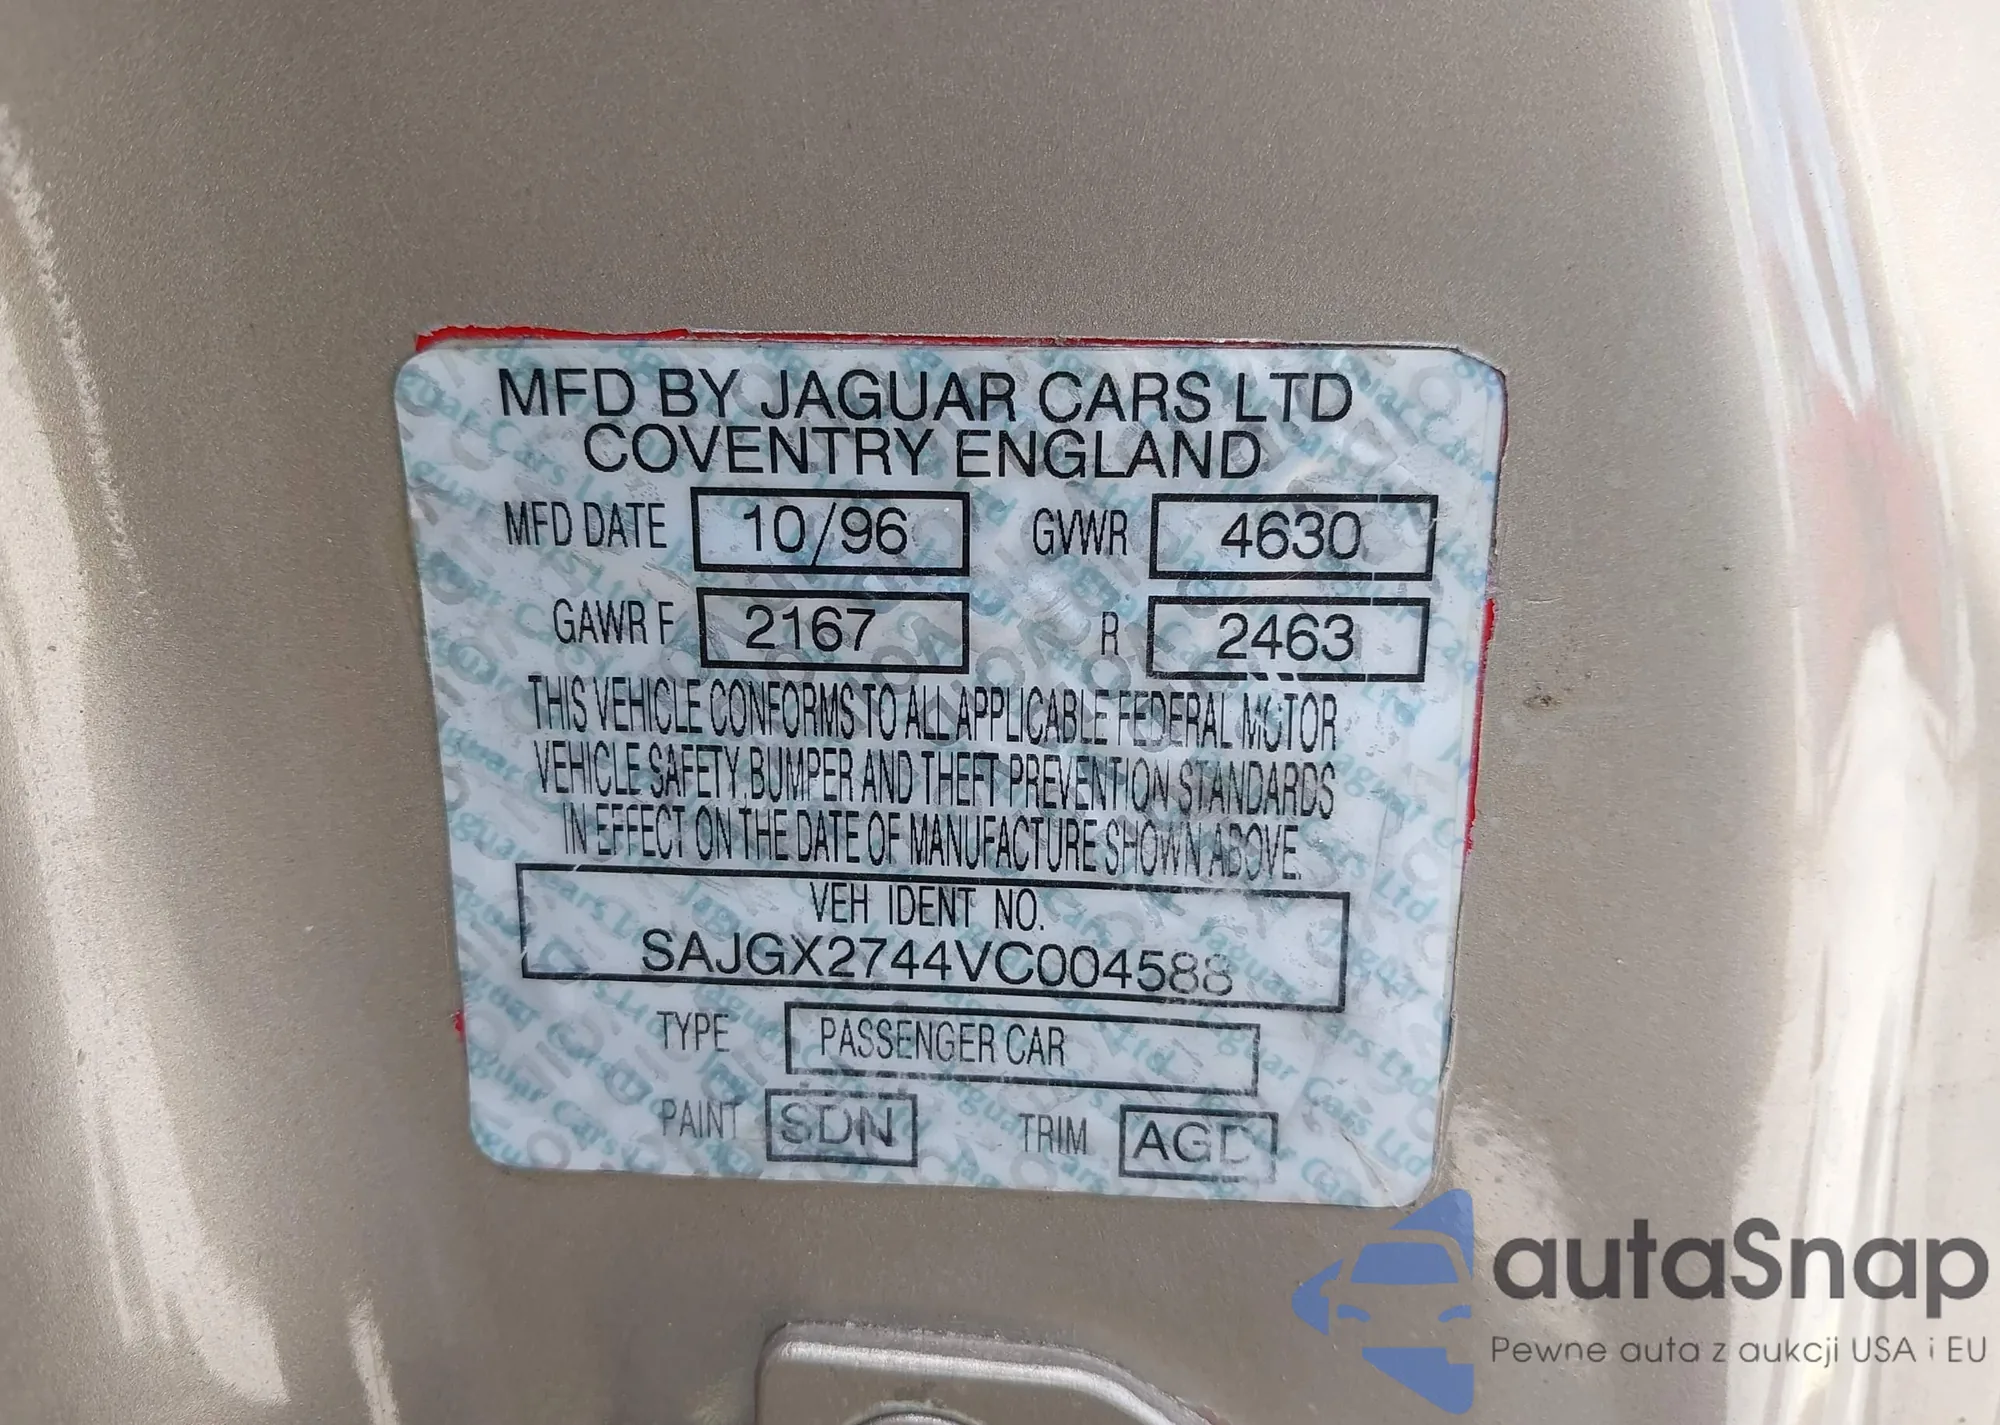 MFD BY JAGUAR CARS LTD
COVENTRY ENGLAND
MFD DATE 10/96 GVWR 4630
GAWR F 2167 R 2463
THIS VEHICLE CONFORMS TO ALL APPLICABLE FEDERAL MOTOR
VEHICLE SAFETY, BUMPER AND THEFT PREVENTION STANDARDS
IN EFFECT ON THE DATE OF MANUFACTURE SHOWN ABOVE.
VEH IDENT NO.
SAJGX2744VC004588
TYPE PASSENGER CAR
PAINT SDN TRIM AGD
autaSnap
Pewne auta z aukcji USA i EU